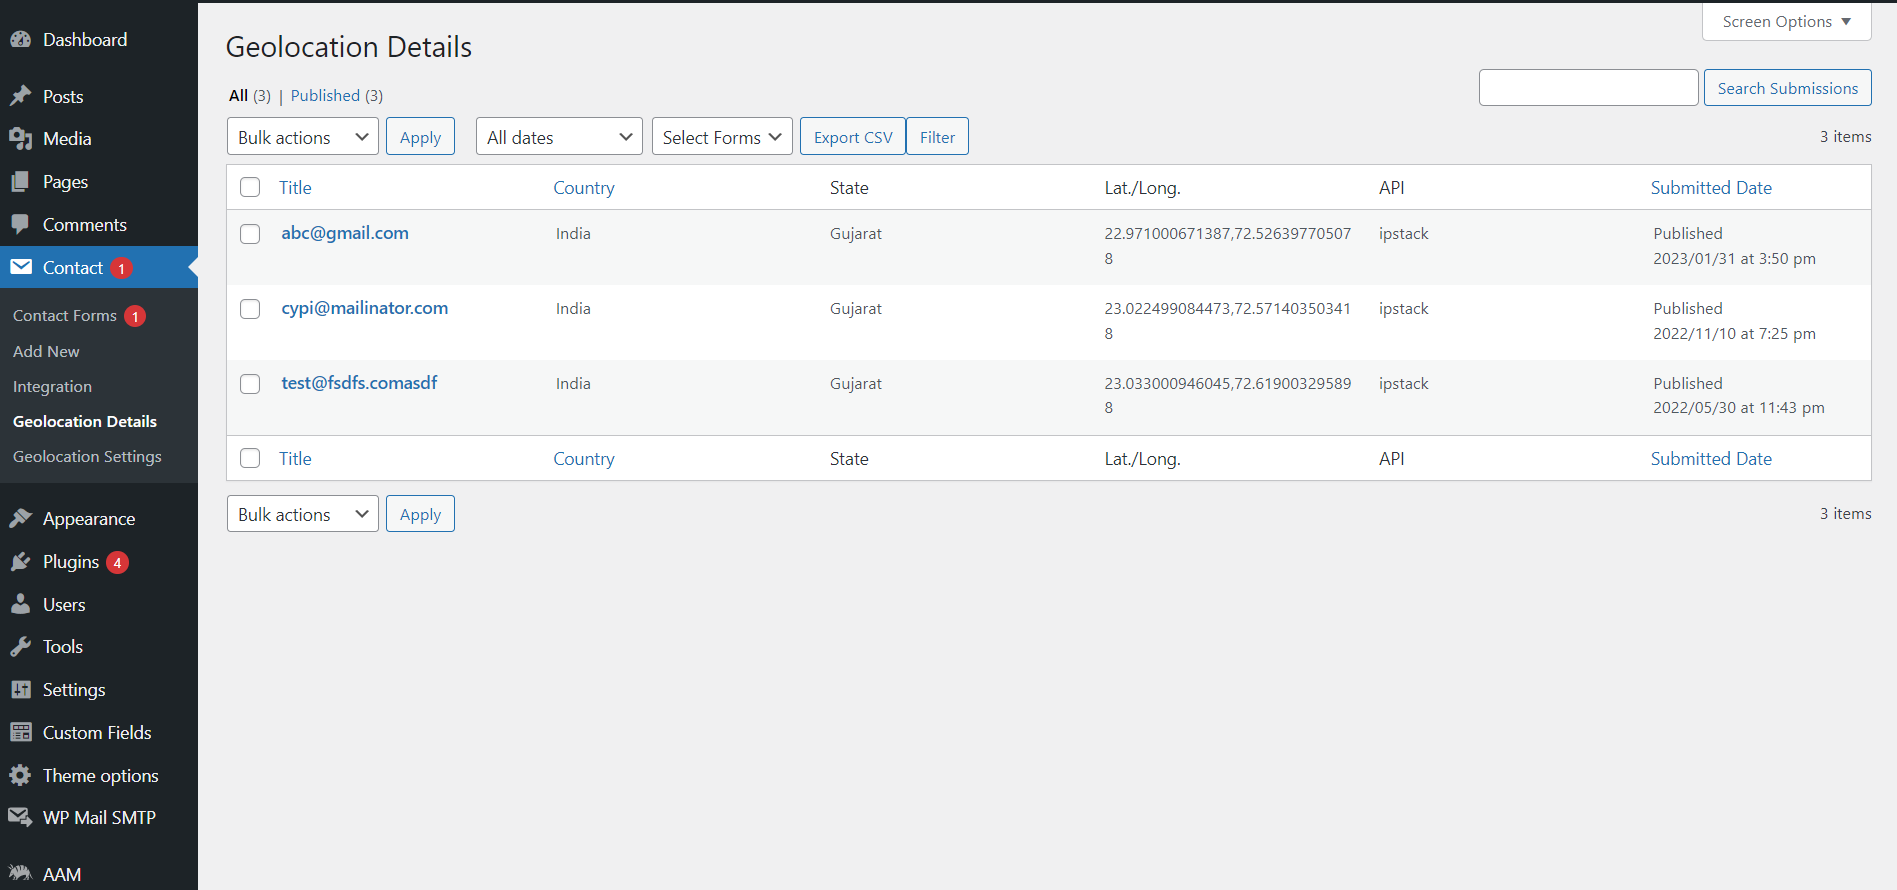 Dashboard
Posts
Media
Pages
Comments
Contact 1
Contact Forms 1
Add New
Integration
Geolocation Details
Geolocation Settings
Appearance
Plugins 4
Users
Tools
Settings
Custom Fields
Theme options
WP Mail SMTP
AAM
Screen Options ▼
Geolocation Details
All (3) | Published (3)
Search Submissions
Bulk actions Apply All dates Select Forms Export CSV Filter 3 items
Title Country State Lat./Long. API Submitted Date
abc@gmail.com India Gujarat 22.971000671387,72.52639770507 ipstack Published
8 2023/01/31 at 3:50 pm
cypi@mailinator.com India Gujarat 23.022499084473,72.57140350341 ipstack Published
8 2022/11/10 at 7:25 pm
test@fsdfs.comasdf India Gujarat 23.033000946045,72.61900329589 ipstack Published
8 2022/05/30 at 11:43 pm
Title Country State Lat./Long. API Submitted Date
Bulk actions Apply 3 items